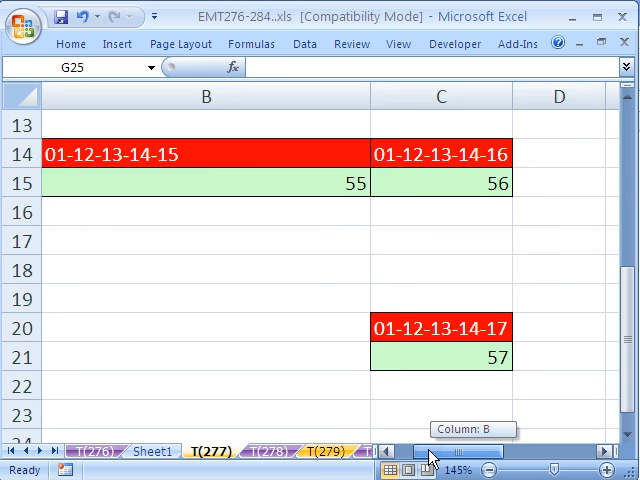 EMT276-284..xls [Compatibility Mode] - Microsoft Excel
Home Insert Page Layout Formulas Data Review View Developer Add-Ins
G25 fx
B C D
13
14 01-12-13-14-15 01-12-13-14-16
15 55 56
16
17
18
19
20 01-12-13-14-17
21 57
22
23
24
Column: B
T(276) Sheet1 T(277) T(278) T(279) T
Ready 145%